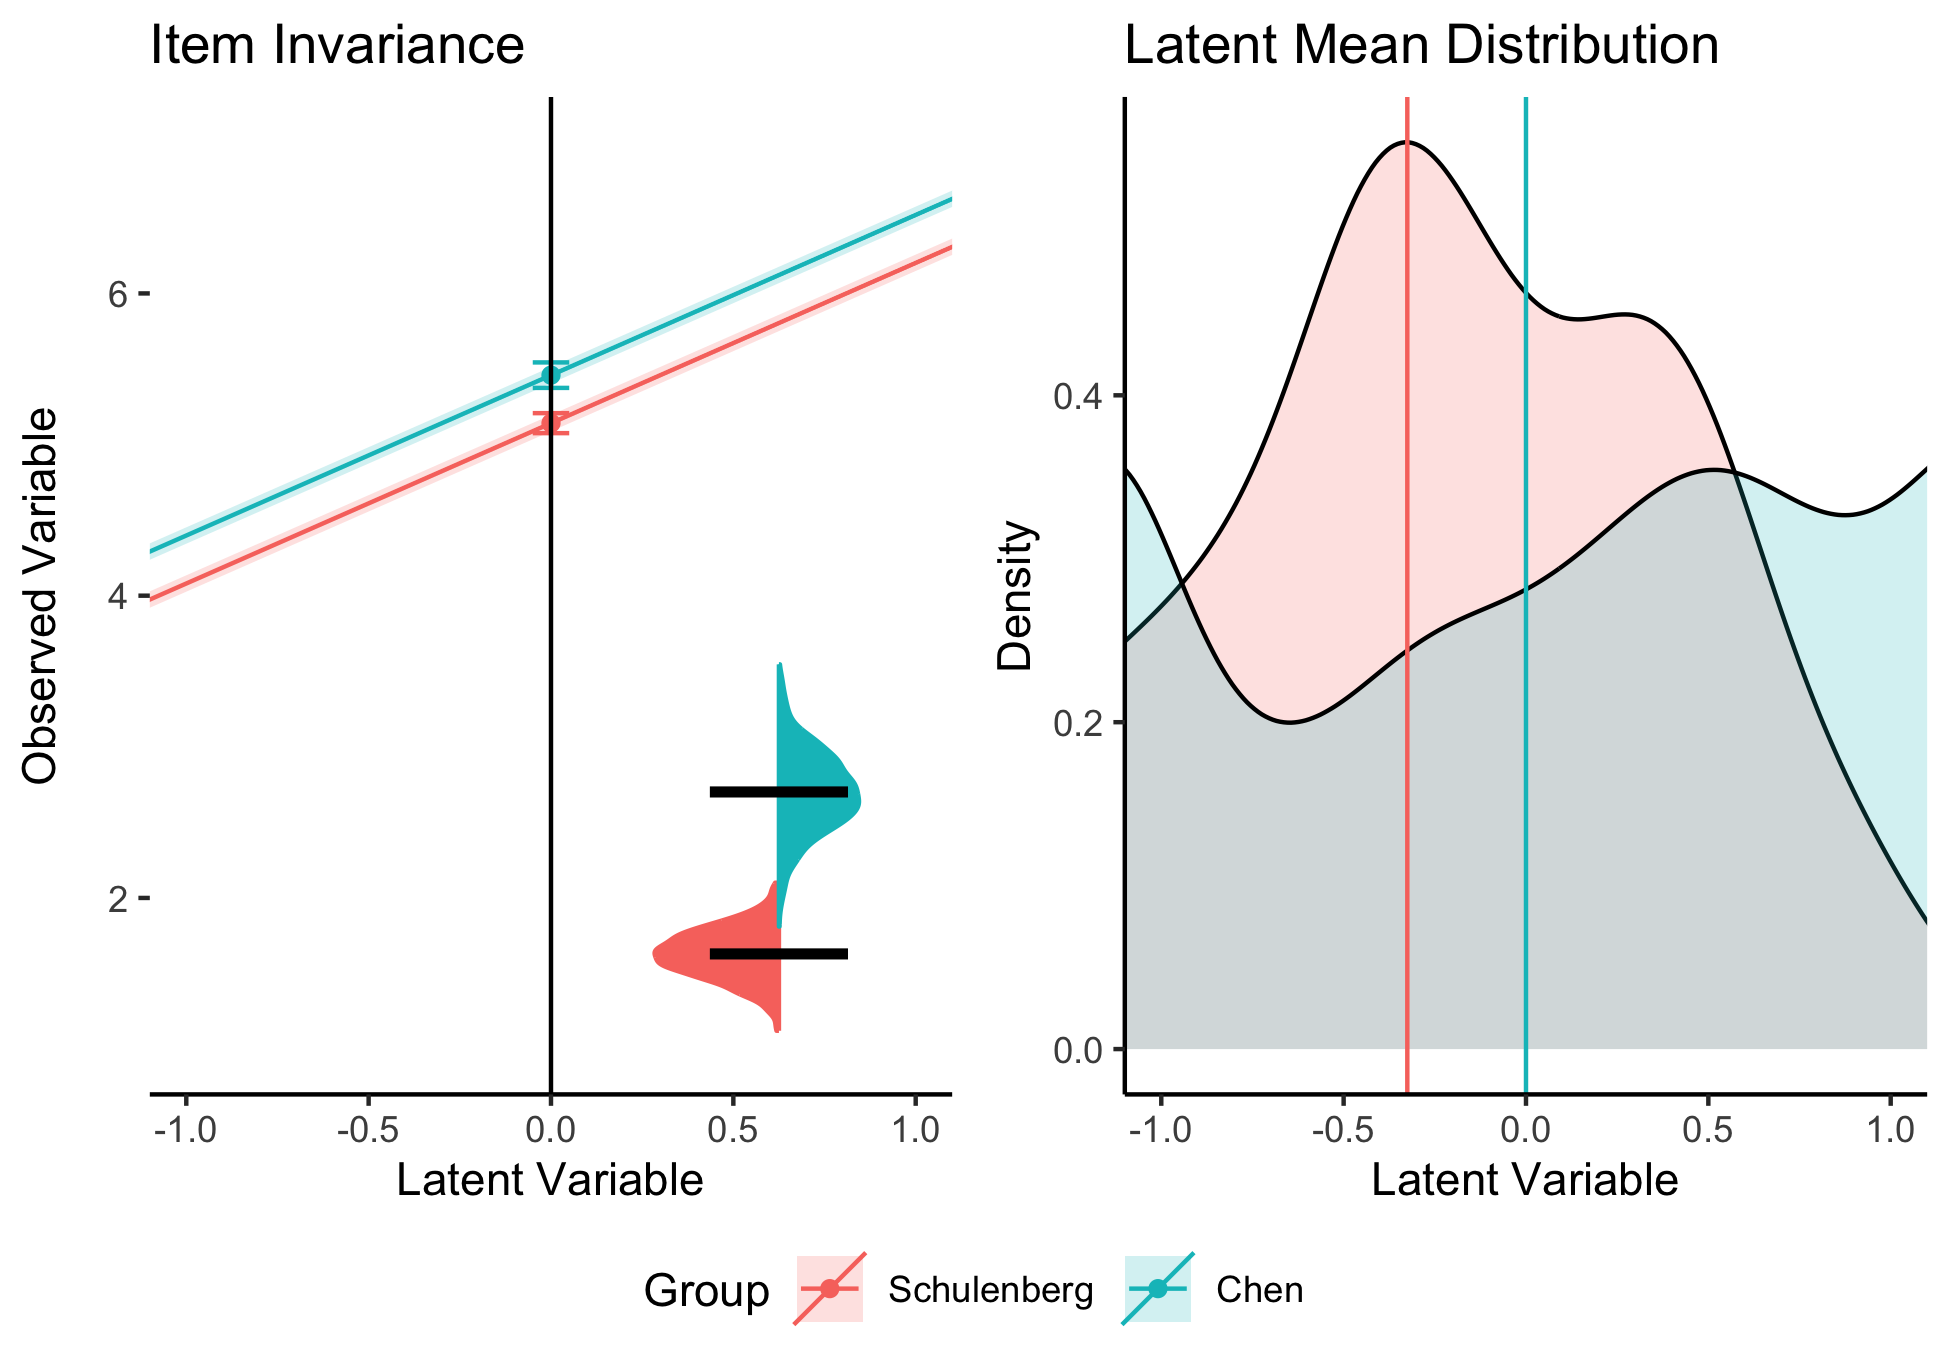 Item Invariance
Observed Variable
6
4
2
-1.0 -0.5 0.0 0.5 1.0
Latent Variable
Latent Mean Distribution
Density
0.4
0.2
0.0
-1.0 -0.5 0.0 0.5 1.0
Latent Variable
Group Schulenberg Chen